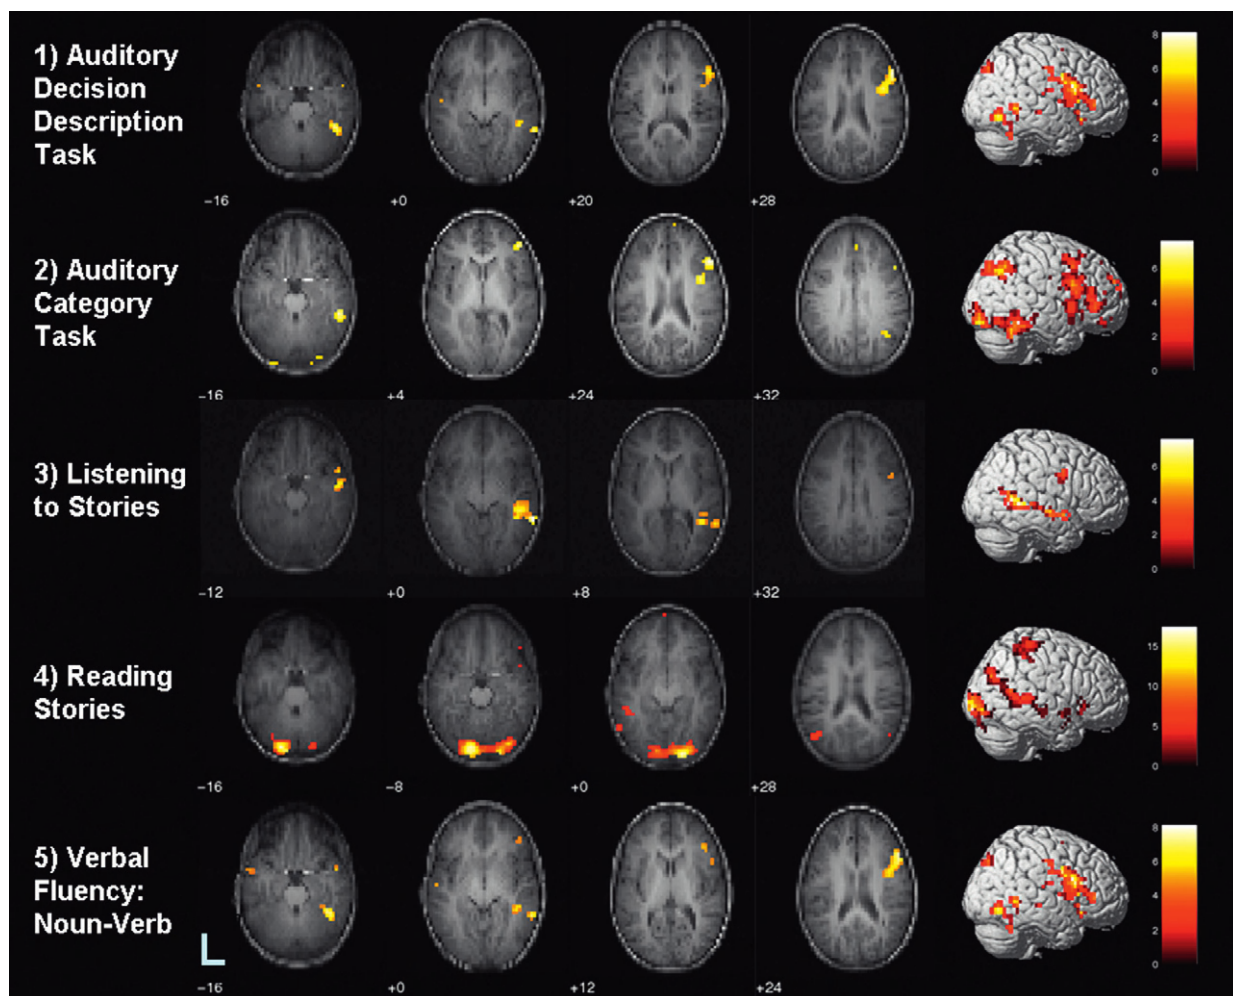 1) Auditory
Decision
Description
Task
-16
+0
+20
+28
8
6
4
2
0
2) Auditory
Category
Task
-16
+4
+24
+32
6
4
2
0
3) Listening
to Stories
-12
+0
+8
+32
6
4
2
0
4) Reading
Stories
-16
-8
+0
+28
15
10
5
0
5) Verbal
Fluency:
Noun-Verb
L
-16
+0
+12
+24
8
6
4
2
0